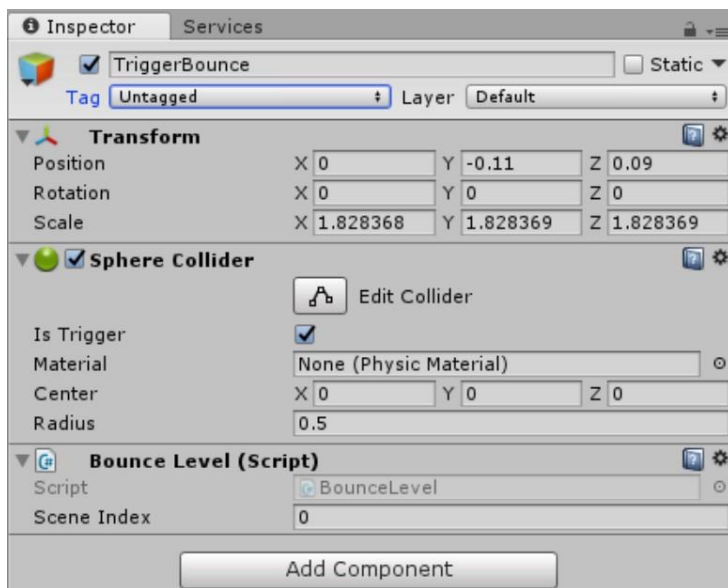 Inspector Services
TriggerBounce Static
Tag Untagged Layer Default
Transform
Position X 0 Y -0.11 Z 0.09
Rotation X 0 Y 0 Z 0
Scale X 1.828368 Y 1.828369 Z 1.828369
Sphere Collider
Edit Collider
Is Trigger
Material None (Physic Material)
Center X 0 Y 0 Z 0
Radius 0.5
C# Bounce Level (Script)
Script BounceLevel
Scene Index 0
Add Component